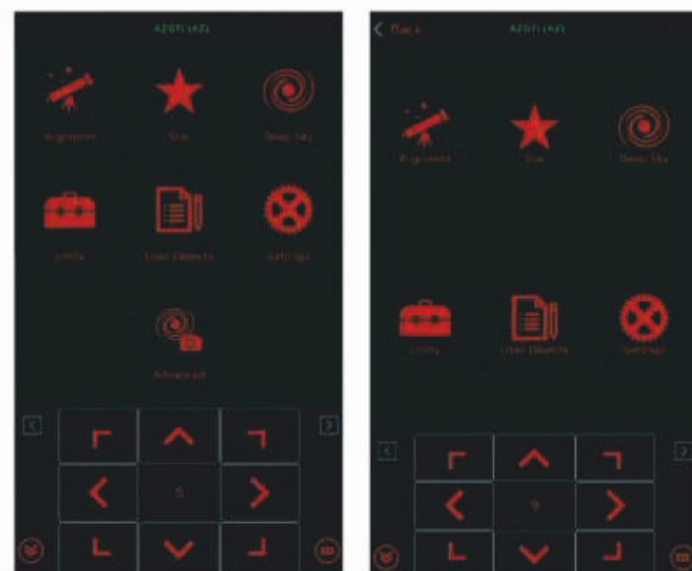 AZGTi (AZ)
Alignment Star Deep Sky
Utility User Objects Settings
Advanced
5
Back AZGTi (AZ)
Alignment Star Deep Sky
Utility User Objects Settings
9